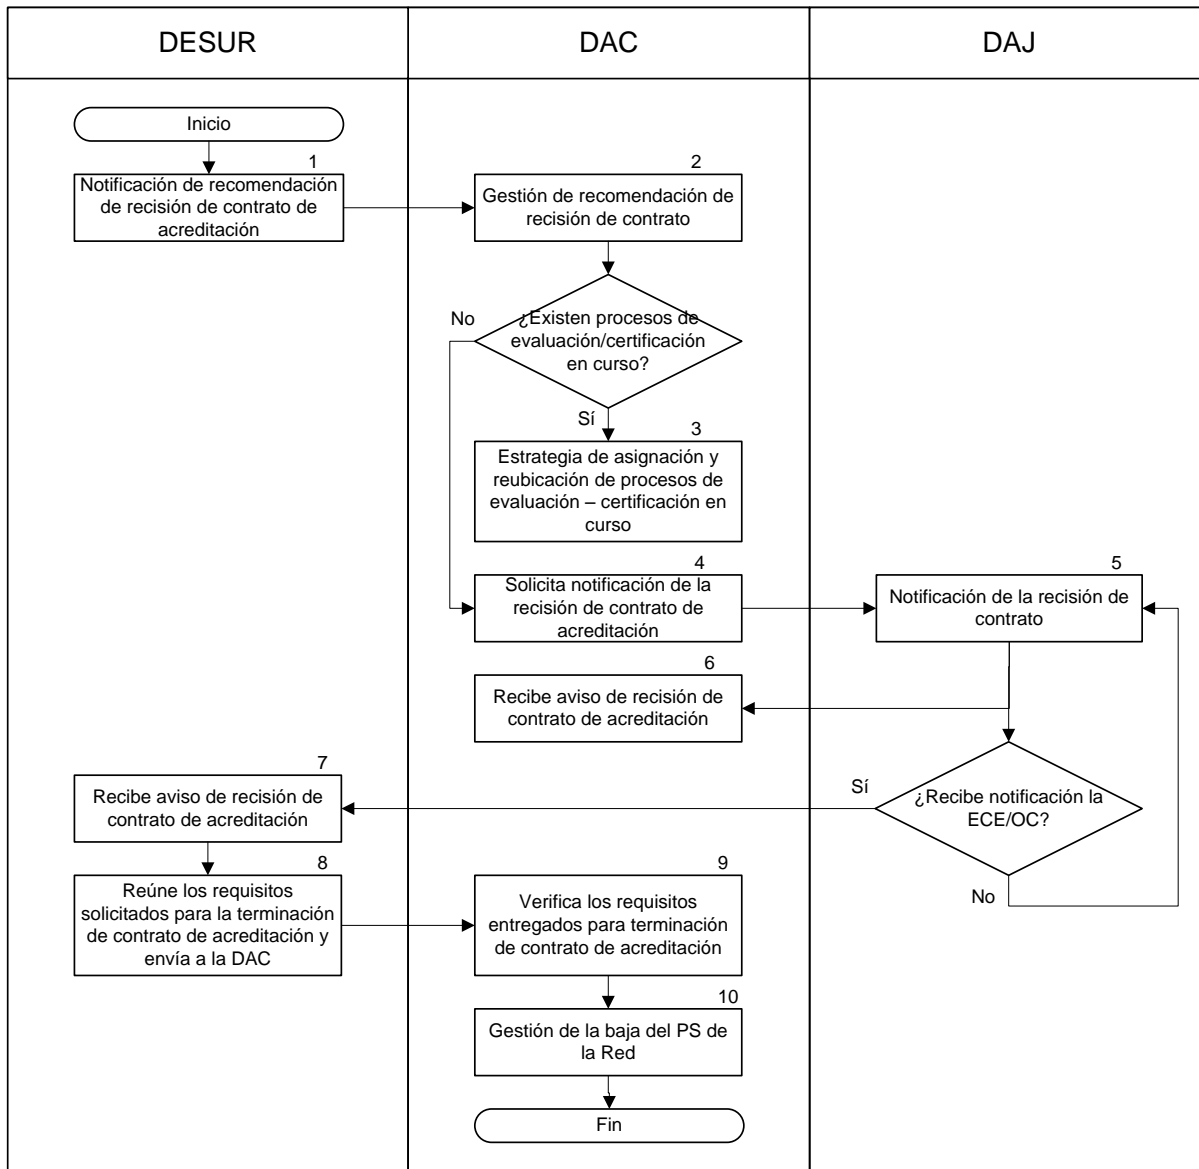 DESUR
DAC
DAJ
Inicio
1
Notificación de recomendación
de recisión de contrato de
acreditación
2
Gestión de recomendación de
recisión de contrato
¿Existen procesos de
evaluación/certificación
en curso?
No
Sí
3
Estrategia de asignación y
reubicación de procesos de
evaluación – certificación en
curso
4
Solicita notificación de la
recisión de contrato de
acreditación
5
Notificación de la recisión de
contrato
6
Recibe aviso de recisión de
contrato de acreditación
¿Recibe notificación la
ECE/OC?
Sí
No
7
Recibe aviso de recisión de
contrato de acreditación
8
Reúne los requisitos
solicitados para la terminación
de contrato de acreditación y
envía a la DAC
9
Verifica los requisitos
entregados para terminación
de contrato de acreditación
10
Gestión de la baja del PS de
la Red
Fin